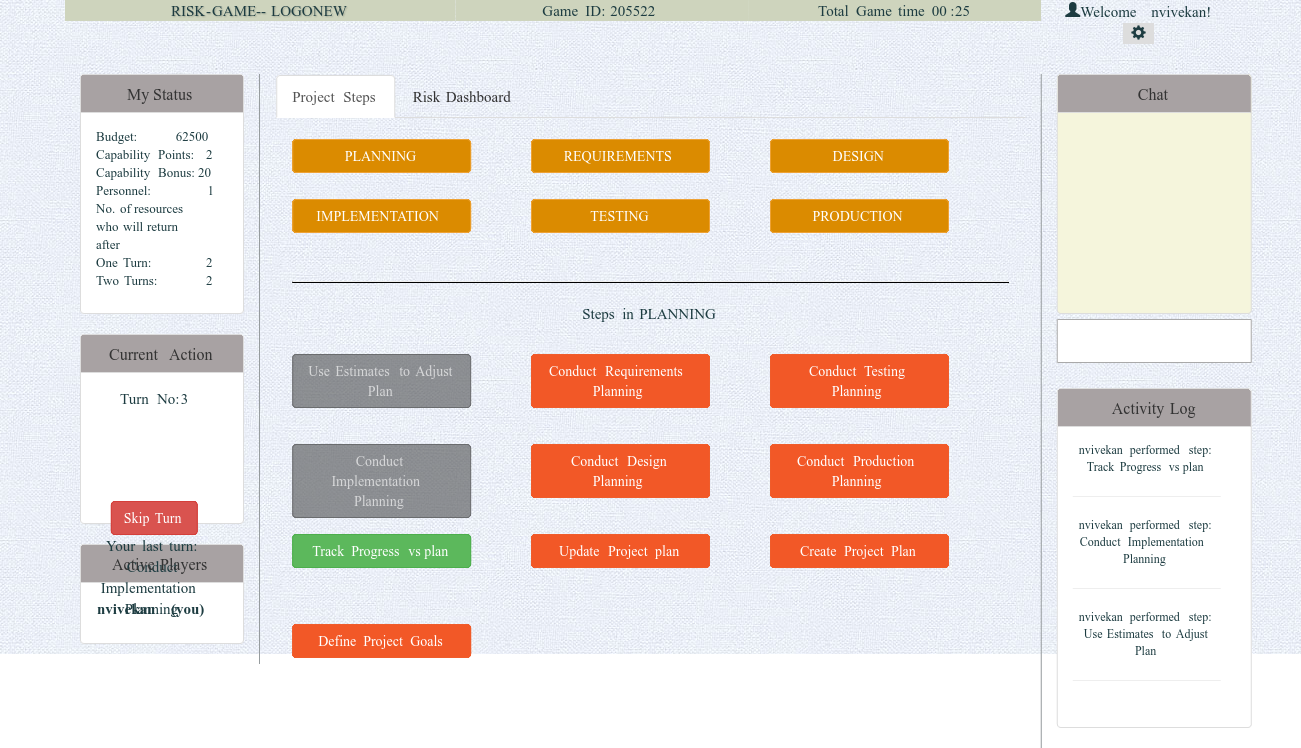 RISK-GAME-- LOGONEW
Game ID: 205522
Total Game time 00 :25
Welcome nvivekan!
My Status
Budget: 62500
Capability Points: 2
Capability Bonus: 20
Personnel: 1
No. of resources
who will return
after
One Turn: 2
Two Turns: 2
Current Action
Turn No:3
Skip Turn
Your last turn:
Conduct
Implementation
Planning
Active Players
nvivekan (you)
Project Steps
Risk Dashboard
PLANNING
REQUIREMENTS
DESIGN
IMPLEMENTATION
TESTING
PRODUCTION
Steps in PLANNING
Use Estimates to Adjust
Plan
Conduct Requirements
Planning
Conduct Testing
Planning
Conduct
Implementation
Planning
Conduct Design
Planning
Conduct Production
Planning
Track Progress vs plan
Update Project plan
Create Project Plan
Define Project Goals
Chat
Activity Log
nvivekan performed step:
Track Progress vs plan
nvivekan performed step:
Conduct Implementation
Planning
nvivekan performed step:
Use Estimates to Adjust
Plan